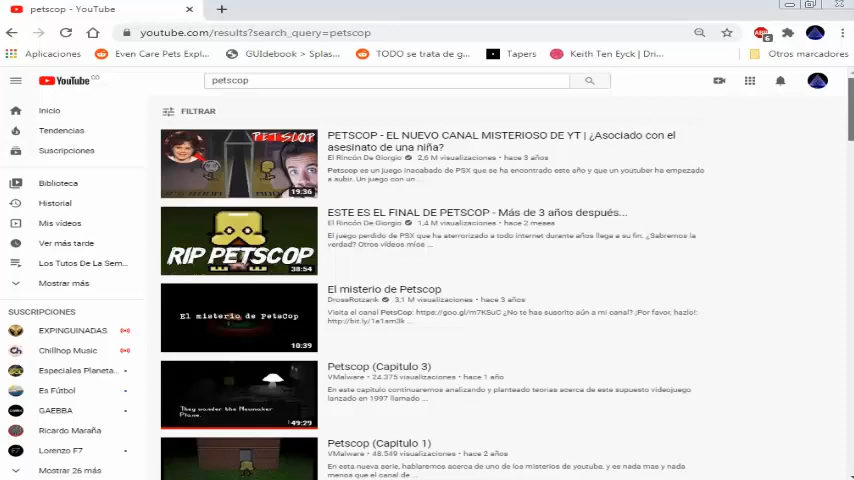 petscop - YouTube
youtube.com/results?search_query=petscop
6
Aplicaciones
Even Care Pets Expl...
GUIdebook > Splas...
TODO se trata de g...
Tapers
Keith Ten Eyck | Dri...
Otros marcadores
YouTube CO
petscop
Inicio
Tendencias
Suscripciones
Biblioteca
Historial
Mis vídeos
Ver más tarde
Los Tutos De La Sem...
Mostrar más
SUSCRIPCIONES
EXPINGUINADAS
Chillhop Music
Especiales Planeta...
Es Fútbol
GAEBBA
Ricardo Maraña
Lorenzo F7
Mostrar 26 más
FILTRAR
PETSCOP
19:36
PETSCOP - EL NUEVO CANAL MISTERIOSO DE YT | ¿Asociado con el
asesinato de una niña?
El Rincón De Giorgio 2,6 M visualizaciones • hace 3 años
Petscop es un juego inacabado de PSX que se ha encontrado este año y que un youtuber ha empezado
a subir. Un juego con un ...
RIP PETSCOP
38:54
ESTE ES EL FINAL DE PETSCOP - Más de 3 años después...
El Rincón De Giorgio 1,4 M visualizaciones • hace 2 meses
El juego perdido de PSX que ha aterrorizado a todo internet durante años llega a su fin. ¿Sabremos la
verdad? Otros vídeos míos ...
El misterio de PetsCop
10:39
El misterio de Petscop
DrossRotzank 3,1 M visualizaciones • hace 3 años
Visita el canal PetsCop: https://goo.gl/m7KSuC ¿No te has suscrito aún a mi canal? ¡Por favor, hazlo!:
http://bit.ly/1a1sm3k ...
They wonder the Newmaker
Plane.
49:29
Petscop (Capitulo 3)
VMalware • 24.375 visualizaciones • hace 1 año
En este capitulo continuaremos analizando y planteado teorias acerca de este supuesto videojuego
lanzado en 1997 llamado ...
Petscop (Capitulo 1)
VMalware • 48.549 visualizaciones • hace 2 años
En esta nueva serie, hablaremos acerca de uno de los misterios de youtube, y es nada mas y nada
menos que el canal de ...